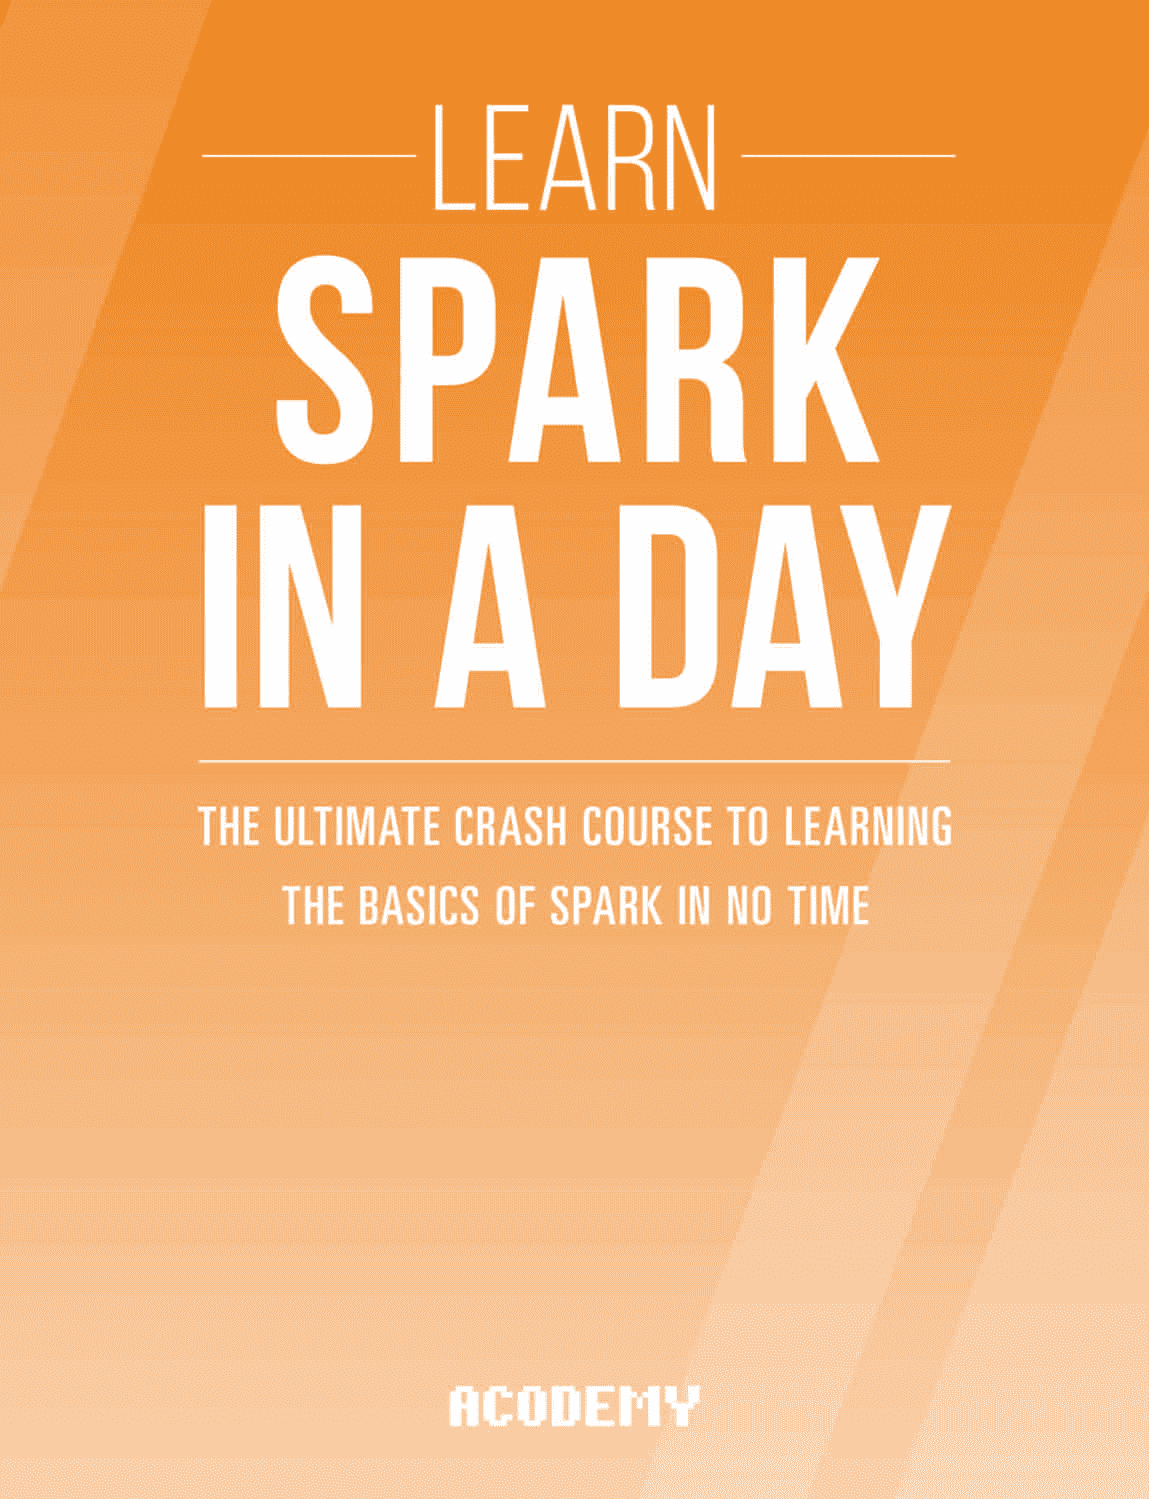 LEARN
SPARK
IN A DAY
THE ULTIMATE CRASH COURSE TO LEARNING
THE BASICS OF SPARK IN NO TIME
ACODEMY